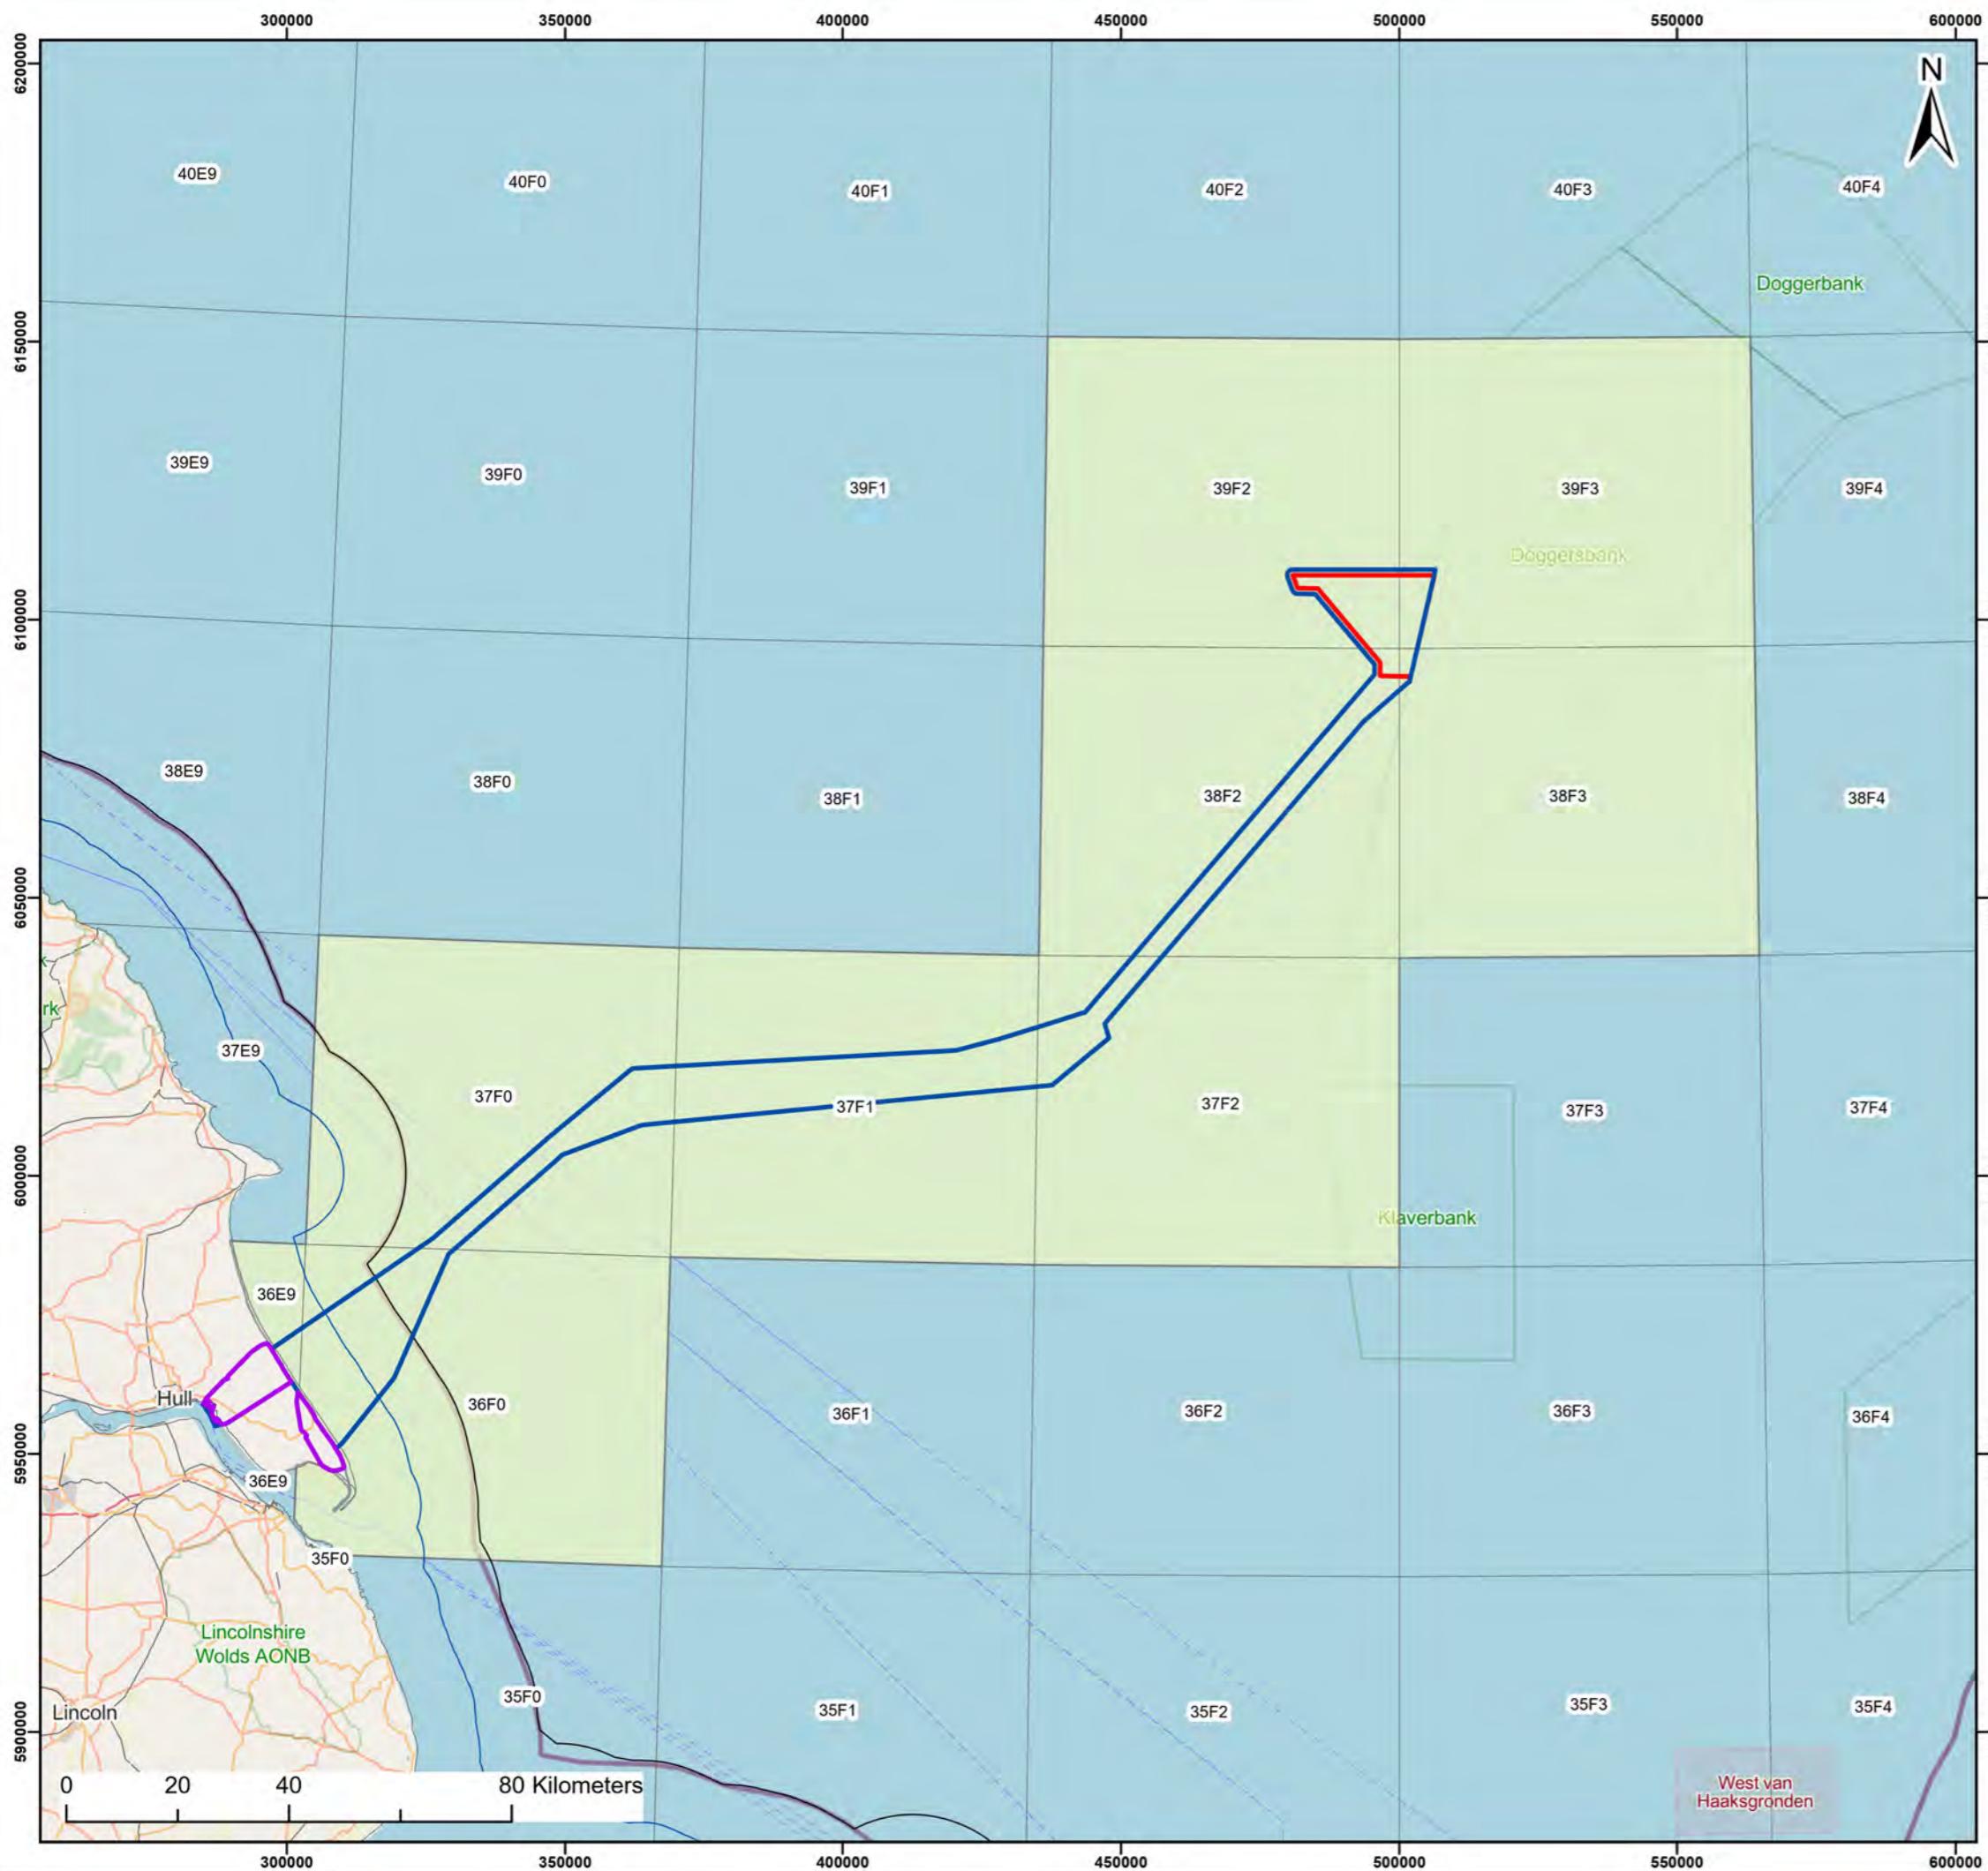 300000 350000 400000 450000 500000 550000 600000
6200000
N
40E9 40F0 40F1 40F2 40F3 40F4
Doggerbank
6150000
39E9 39F0 39F1 39F2 39F3 39F4
Doggersbank
6100000
38E9 38F0 38F1 38F2 38F3 38F4
6050000
k
rk
37E9 37F0 37F1 37F2 37F3 37F4
6000000
Klaverbank
36E9
Hull
36F0 36F1 36F2 36F3 36F4
5950000
36E9
35F0
Lincolnshire
Wolds AONB
Lincoln
35F0 35F1 35F2 35F3 35F4
5900000
0 20 40 80 Kilometers
West van
Haaksgronden
300000 350000 400000 450000 500000 550000 600000